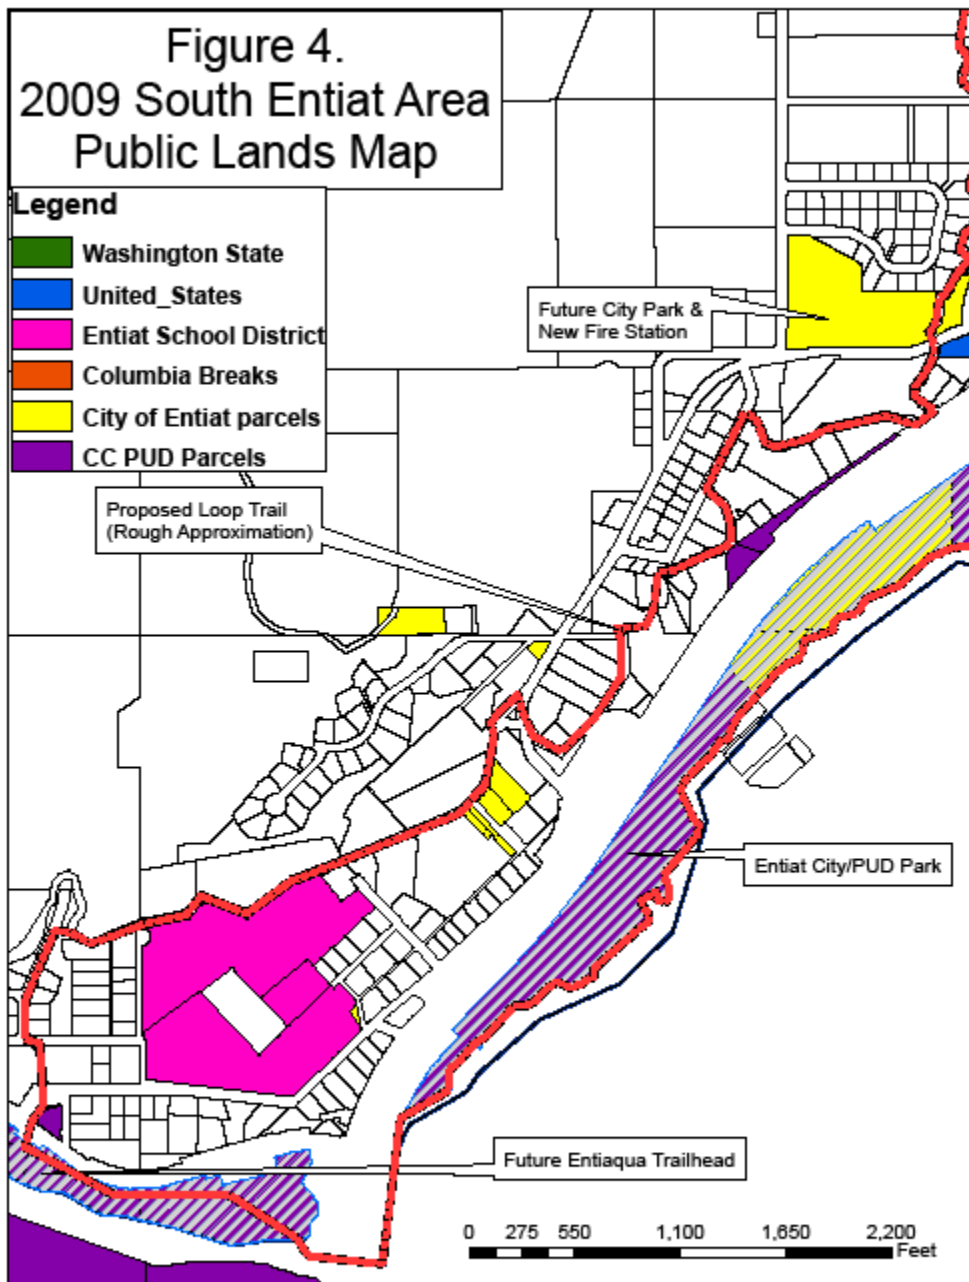 Figure 4.
2009 South Entiat Area
Public Lands Map
Legend
Washington State
United_States
Entiat School District
Columbia Breaks
City of Entiat parcels
CC PUD Parcels
Future City Park &
New Fire Station
Proposed Loop Trail
(Rough Approximation)
Entiat City/PUD Park
Future Entiaqua Trailhead
0 275 550 1,100 1,650 2,200
Feet